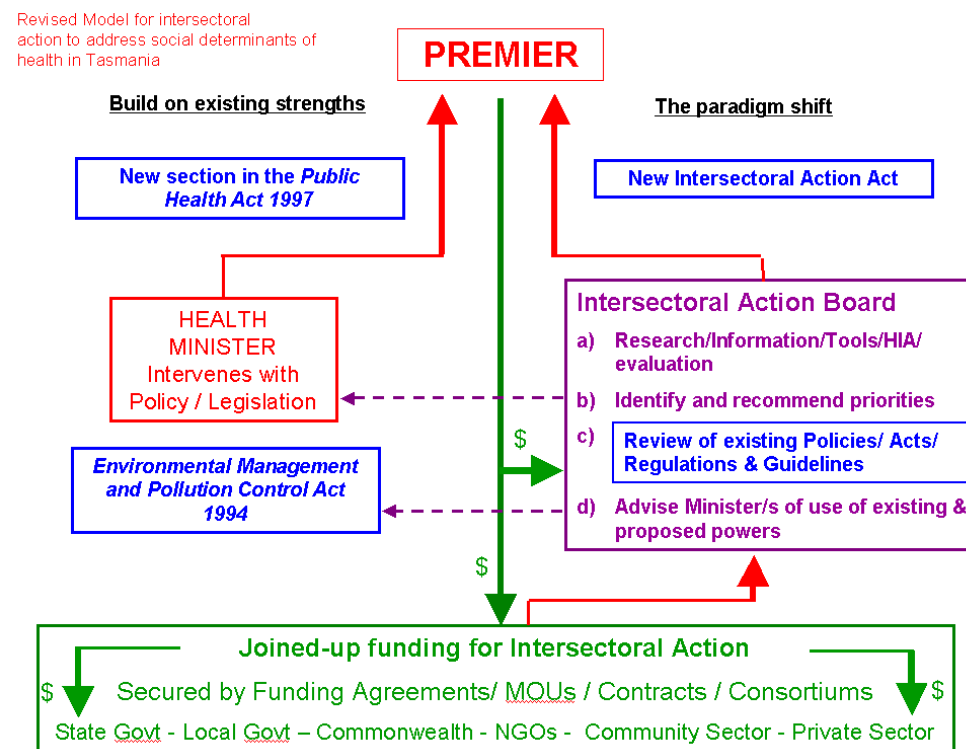 Revised Model for intersectoral
action to address social determinants of
health in Tasmania
PREMIER
Build on existing strengths
The paradigm shift
New section in the Public
Health Act 1997
New Intersectoral Action Act
HEALTH
MINISTER
Intervenes with
Policy / Legislation
Intersectoral Action Board
a) Research/Information/Tools/HIA/
evaluation
b) Identify and recommend priorities
c) Review of existing Policies/ Acts/
Regulations & Guidelines
d) Advise Minister/s of use of existing &
proposed powers
$
Environmental Management
and Pollution Control Act
1994
$
Joined-up funding for Intersectoral Action
$ Secured by Funding Agreements/ MOUs / Contracts / Consortiums $
State Govt - Local Govt – Commonwealth - NGOs - Community Sector - Private Sector